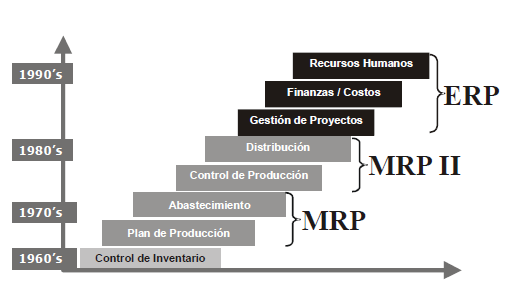 Recursos Humanos
1990's
Finanzas / Costos
ERP
Gestión de Proyectos
Distribución
1980's
MRP II
Control de Producción
Abastecimiento
1970's
MRP
Plan de Producción
1960's
Control de Inventario